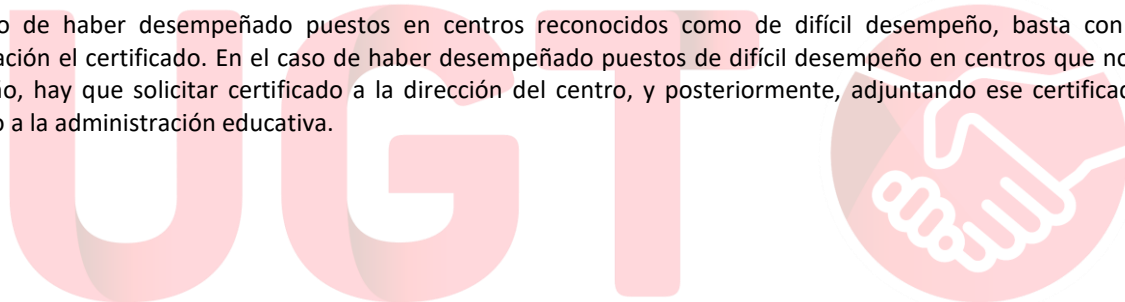 o de haber desempeñado puestos en centros reconocidos como de difícil desempeño, basta con
ación el certificado. En el caso de haber desempeñado puestos de difícil desempeño en centros que no
o, hay que solicitar certificado a la dirección del centro, y posteriormente, adjuntando ese certificad
o a la administración educativa.
UGT